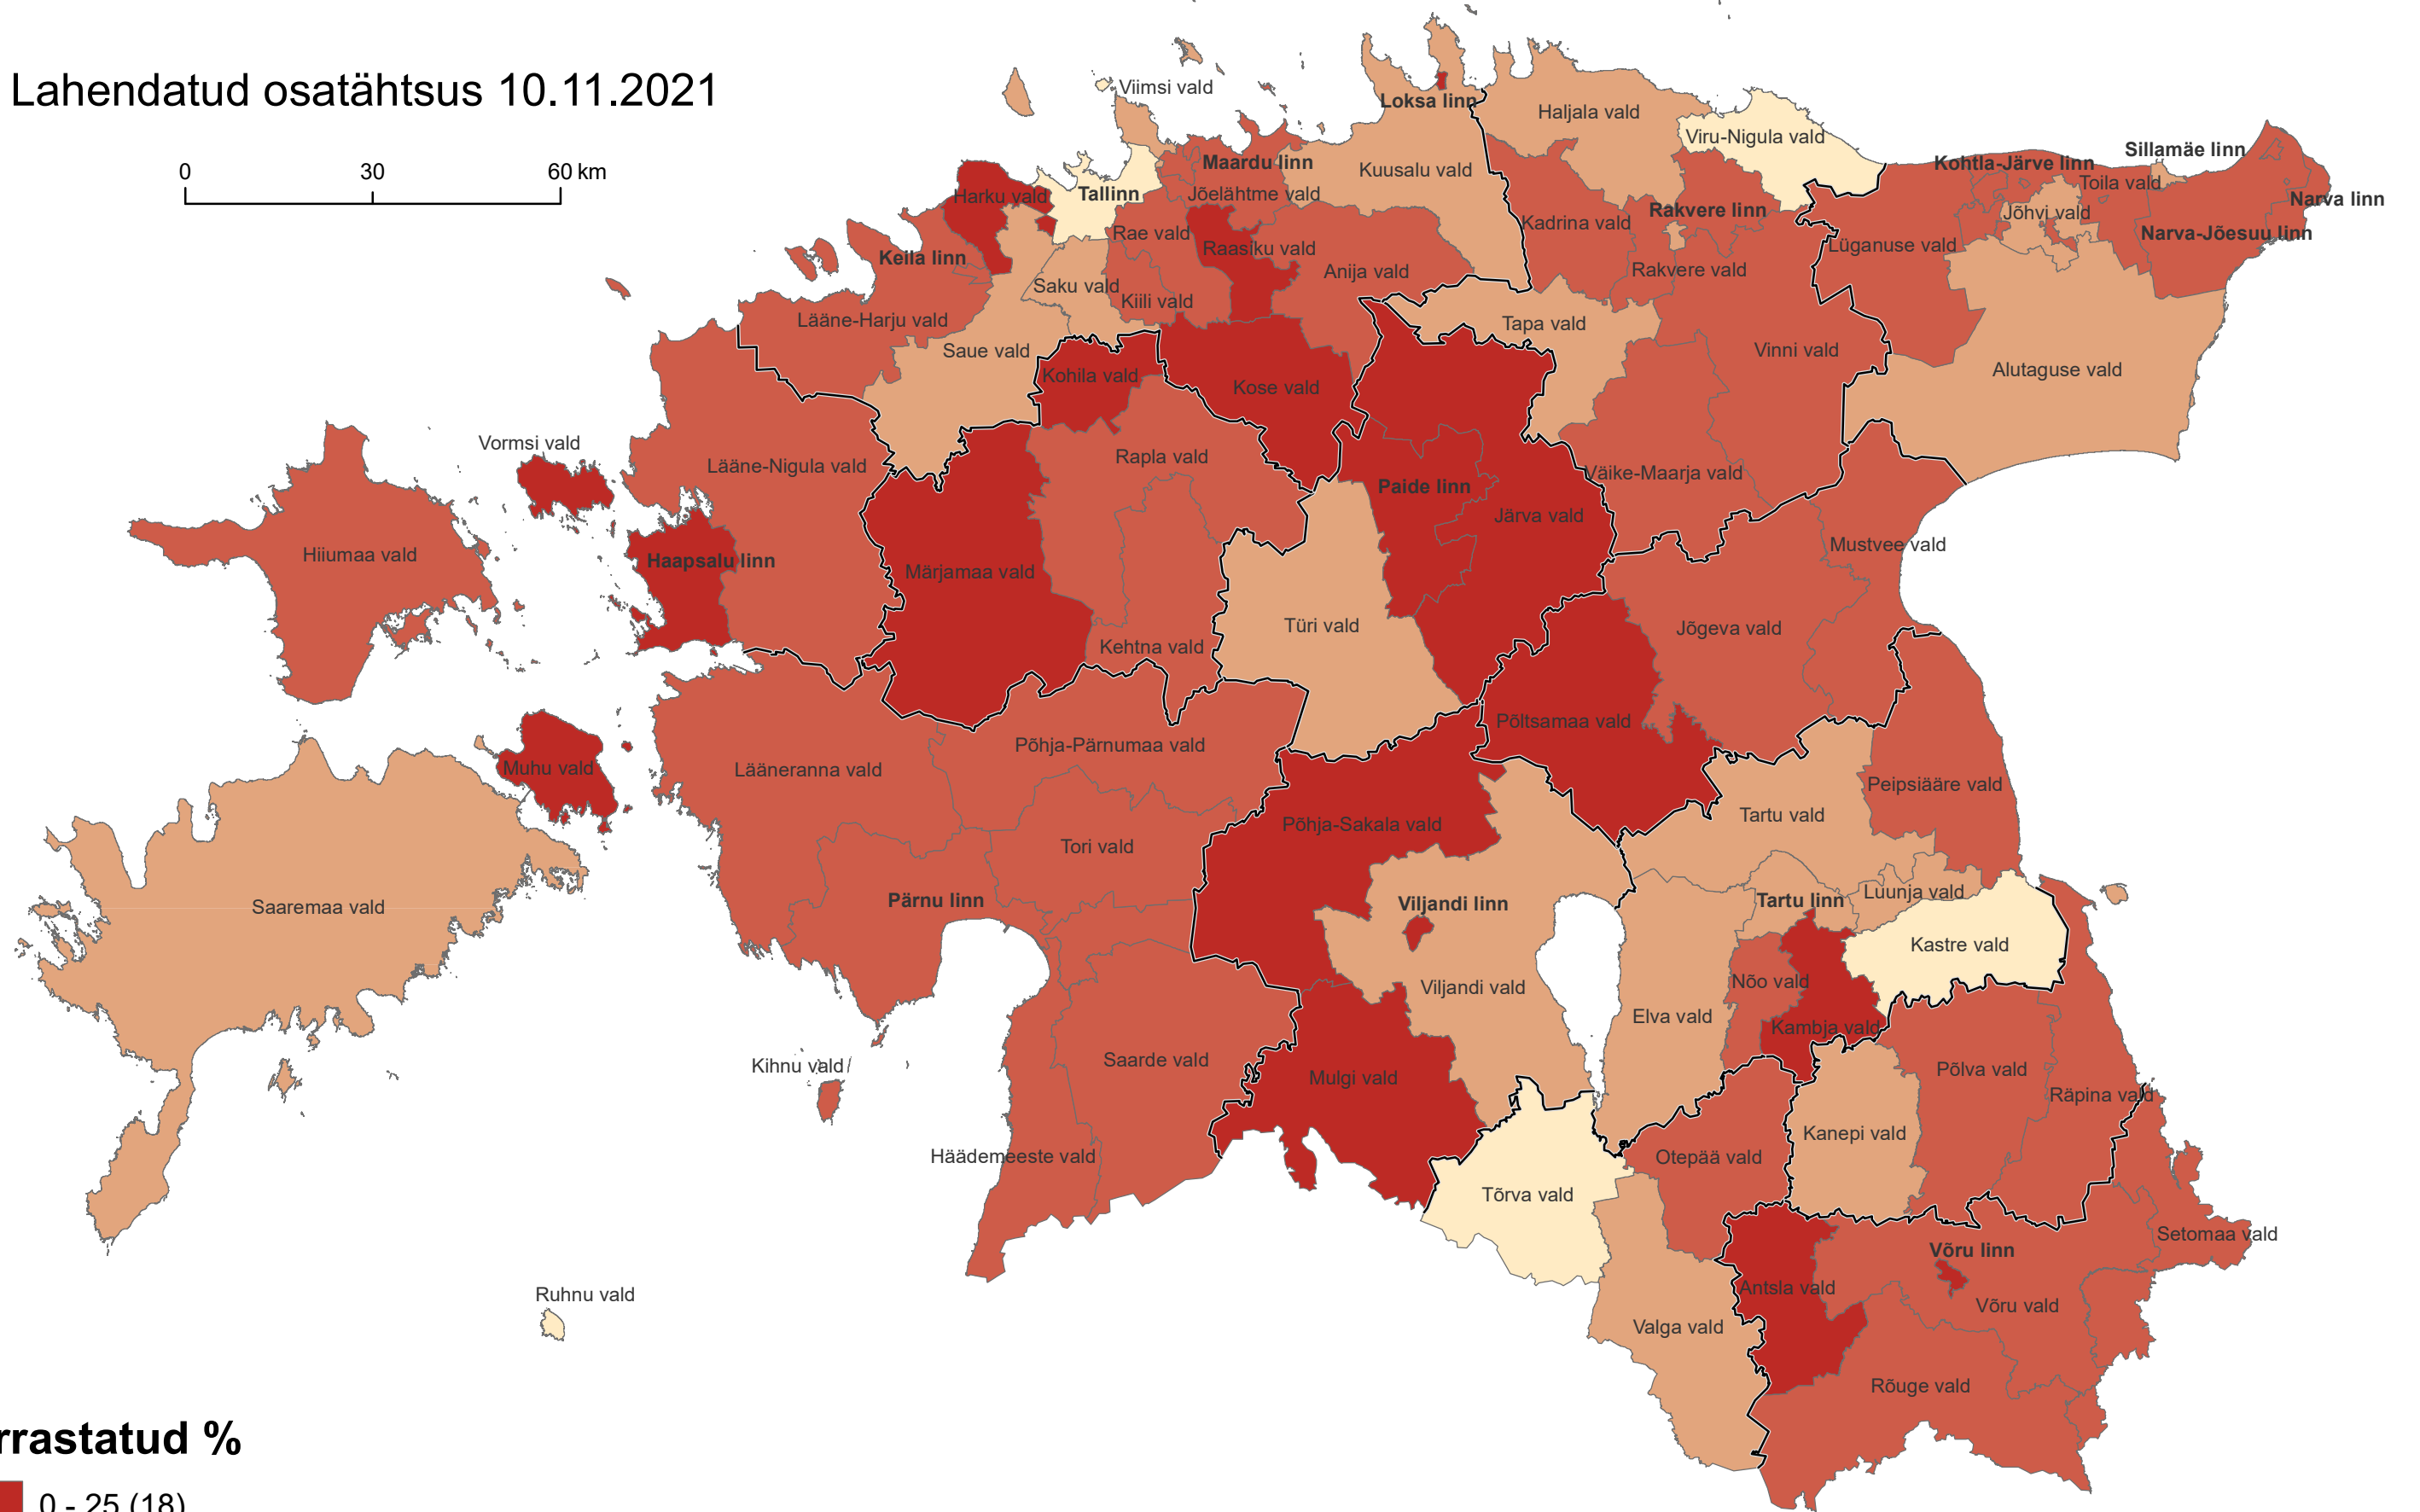 Lahendatud osatähtsus 10.11.2021
0 30 60 km
Viimsi vald
Loksa linn
Haljala vald
Viru-Nigula vald
Maardu linn
Kuusalu vald
Kohtla-Järve linn
Sillamäe linn
Harku vald
Tallinn
Jõelähtme vald
Toila vald
Narva linn
Rae vald
Raasiku vald
Kadrina vald
Rakvere linn
Jõhvi vald
Narva-Jõesuu linn
Keila linn
Anija vald
Rakvere vald
Lüganuse vald
Saku vald
Kiili vald
Lääne-Harju vald
Tapa vald
Saue vald
Vinni vald
Alutaguse vald
Kohila vald
Kose vald
Vormsi vald
Lääne-Nigula vald
Rapla vald
Väike-Maarja vald
Paide linn
Järva vald
Hiiumaa vald
Haapsalu linn
Märjamaa vald
Mustvee vald
Türi vald
Jõgeva vald
Kehtna vald
Põltsamaa vald
Põhja-Pärnumaa vald
Muhu vald
Lääneranna vald
Peipsiääre vald
Põhja-Sakala vald
Tartu vald
Tori vald
Saaremaa vald
Pärnu linn
Viljandi linn
Tartu linn
Luunja vald
Kastre vald
Viljandi vald
Nõo vald
Elva vald
Kambja vald
Kihnu vald
Saarde vald
Mulgi vald
Põlva vald
Räpina vald
Kanepi vald
Häädemeeste vald
Otepää vald
Tõrva vald
Setomaa vald
Võru linn
Ruhnu vald
Antsla vald
Võru vald
Valga vald
Rõuge vald
rrastatud %
0 - 25 (18)